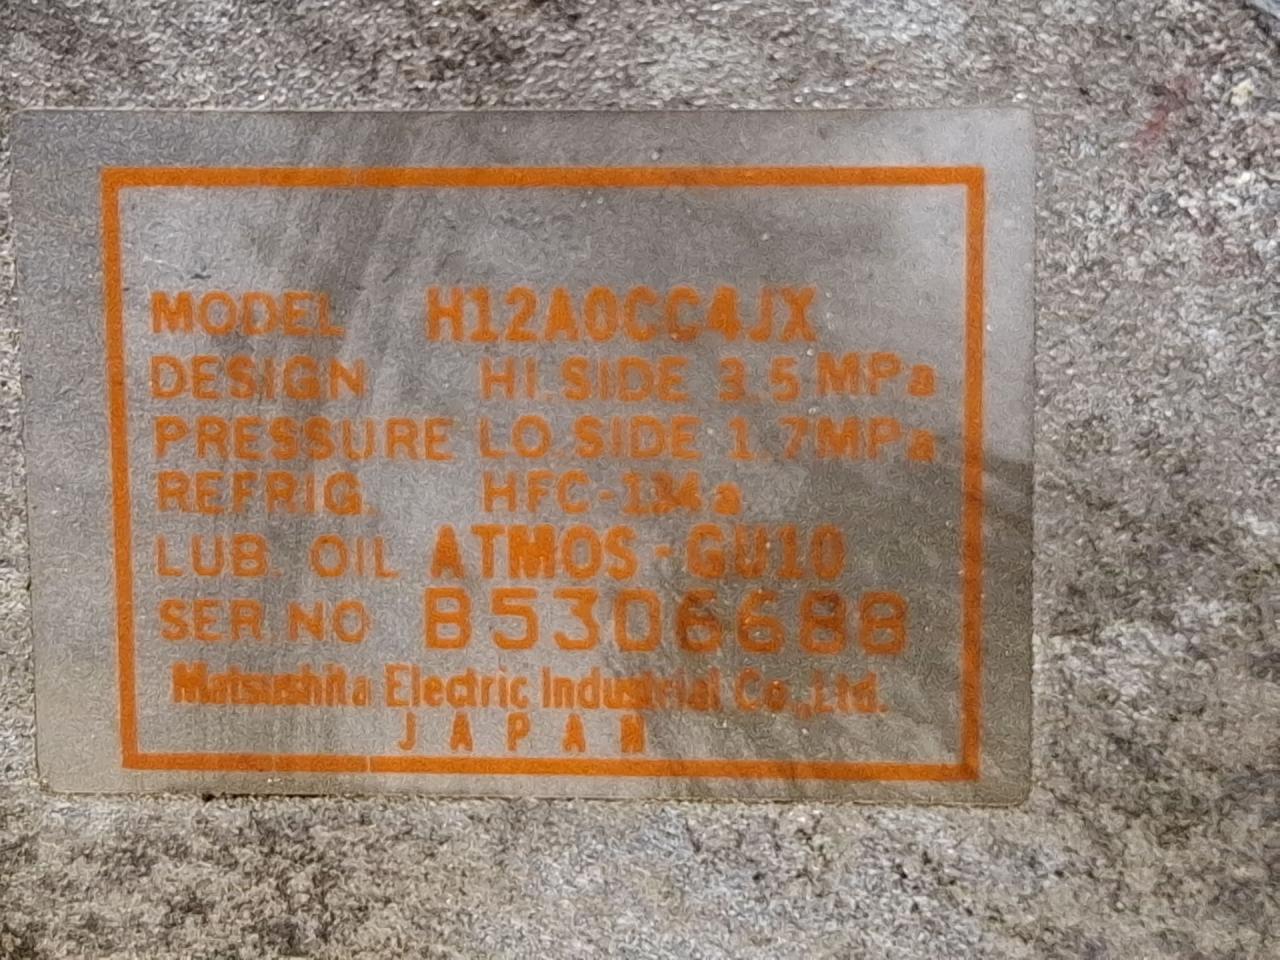 MODEL H12A0CC4JX
DESIGN HI.SIDE 3.5 MPa
PRESSURE LO.SIDE 1.7MPa
REFRIG. HFC-134a
LUB. OIL ATMOS-GU10
SER.NO B5306688
Matsushita Electric Industrial Co.,Ltd.
JAPAN